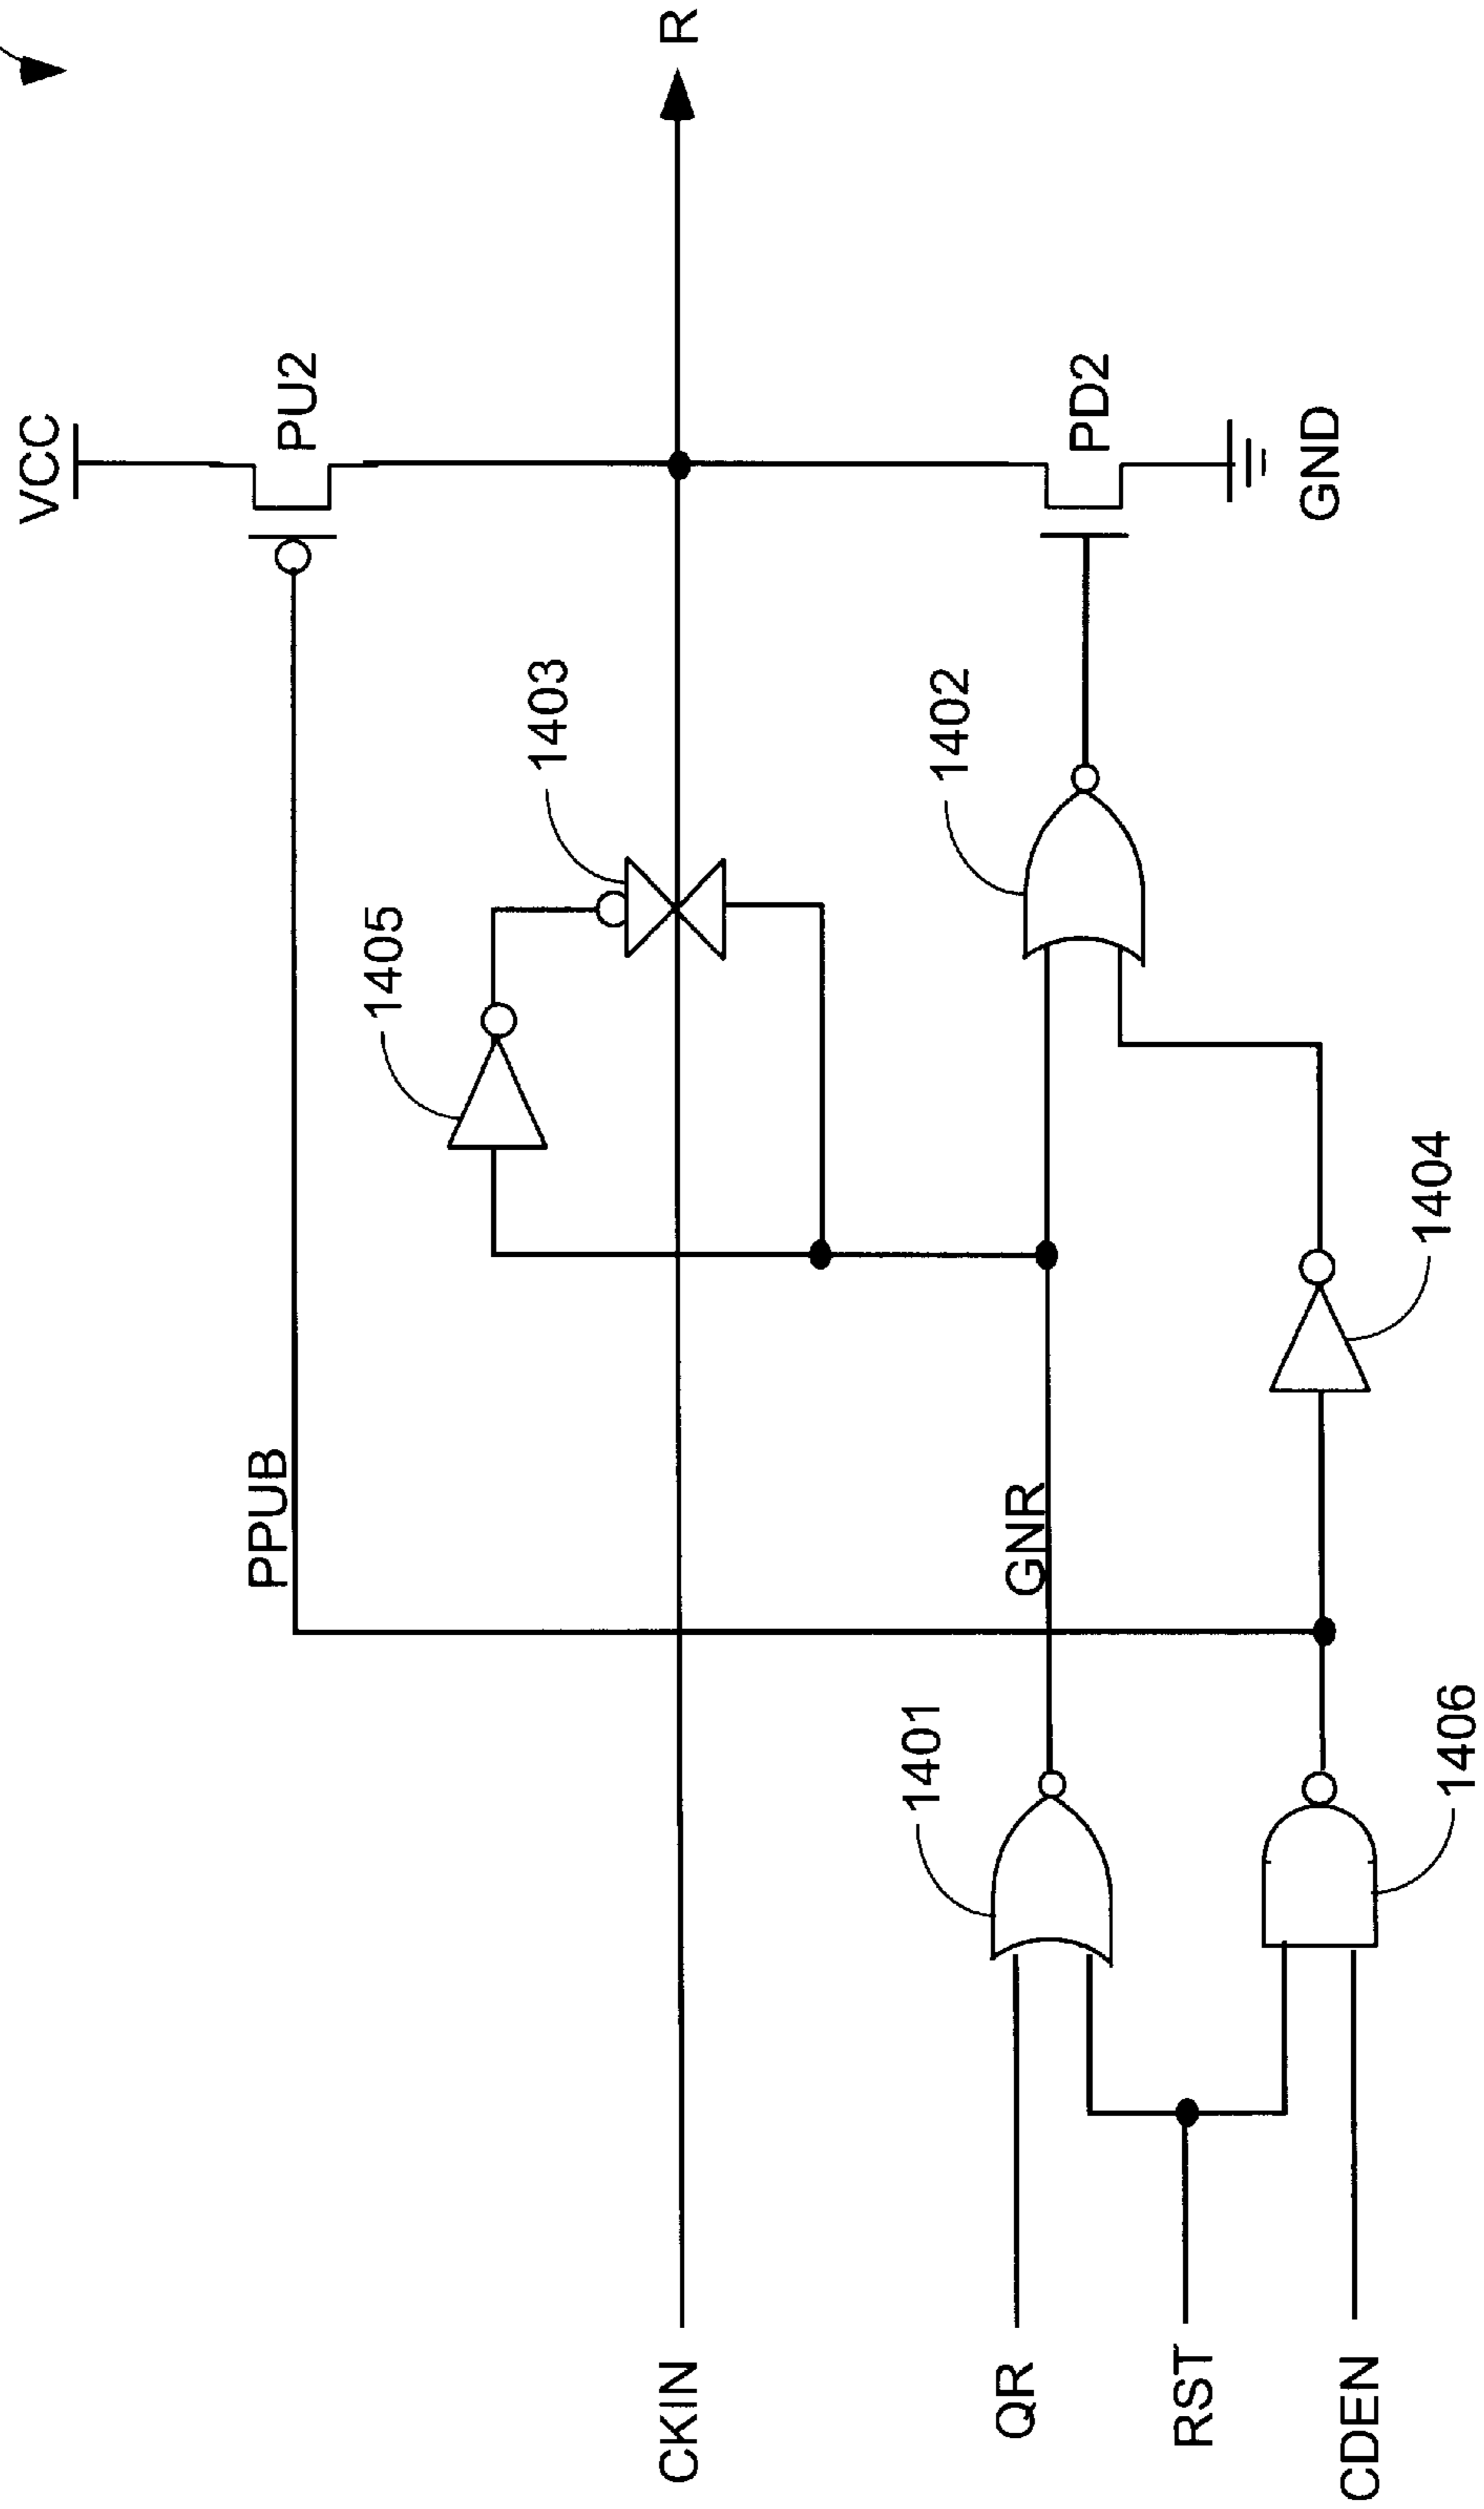 VCC
PU2
PPUB
1405
1403
R
CKIN
1402
PD2
GND
1401
GNR
QR
RST
1404
CDEN
1406